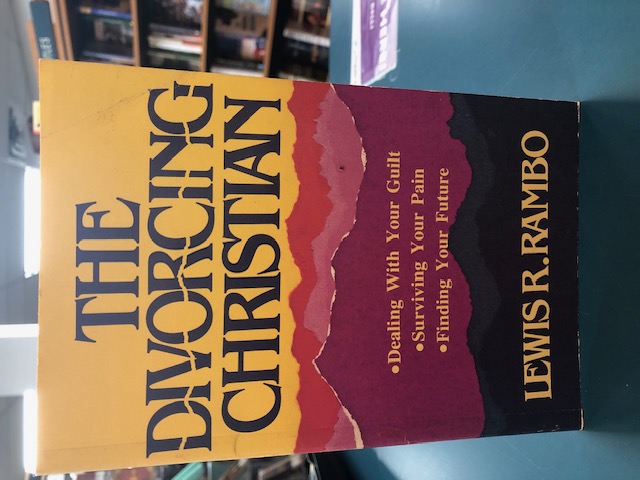 THE
DIVORCING
CHRISTIAN
•Dealing With Your Guilt
•Surviving Your Pain
•Finding Your Future
LEWIS R. RAMBO